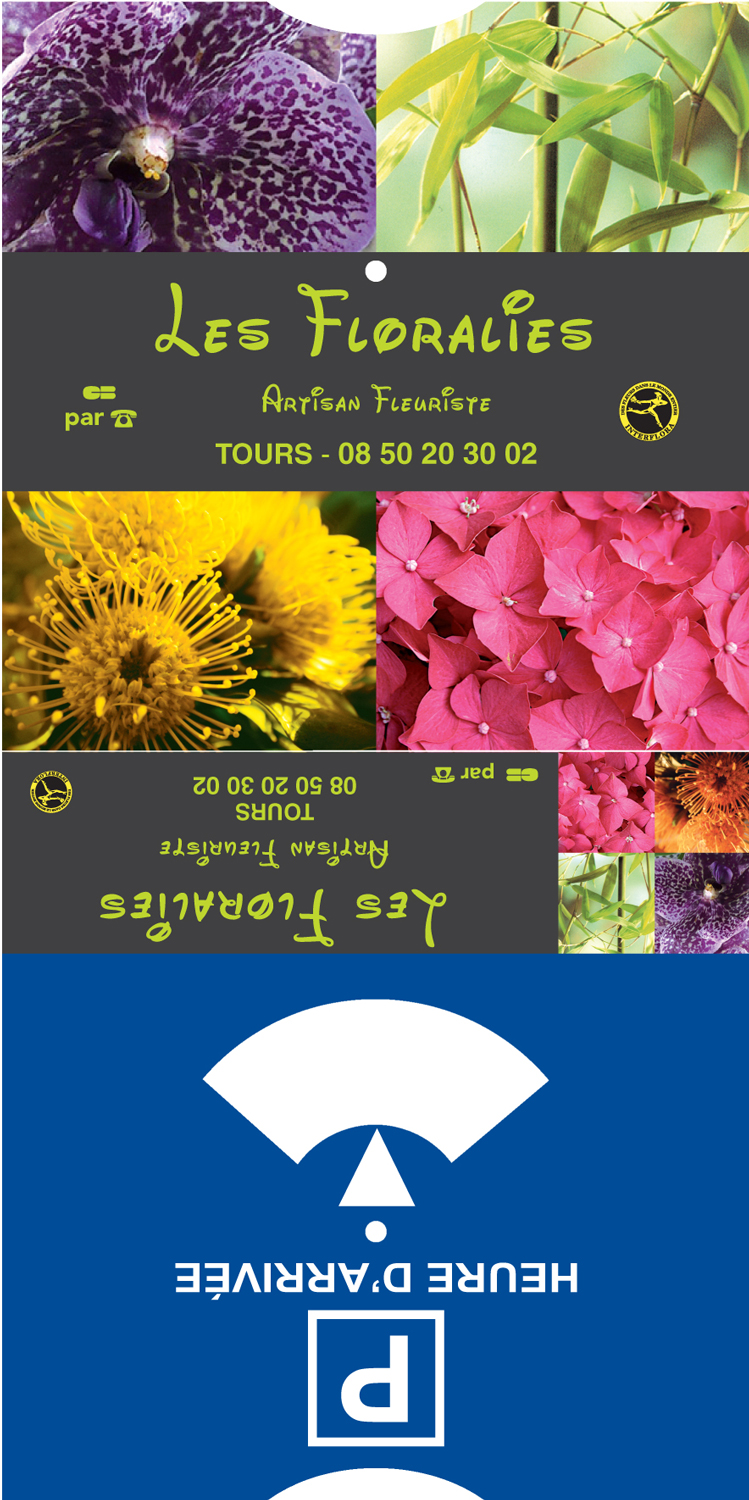 Les Floralies
Artisan Fleuriste
par
TOURS - 08 50 20 30 02
INTERFLORA
Les Floralies
Artisan Fleuriste
TOURS
08 50 20 30 02
par
HEURE D'ARRIVÉE
P